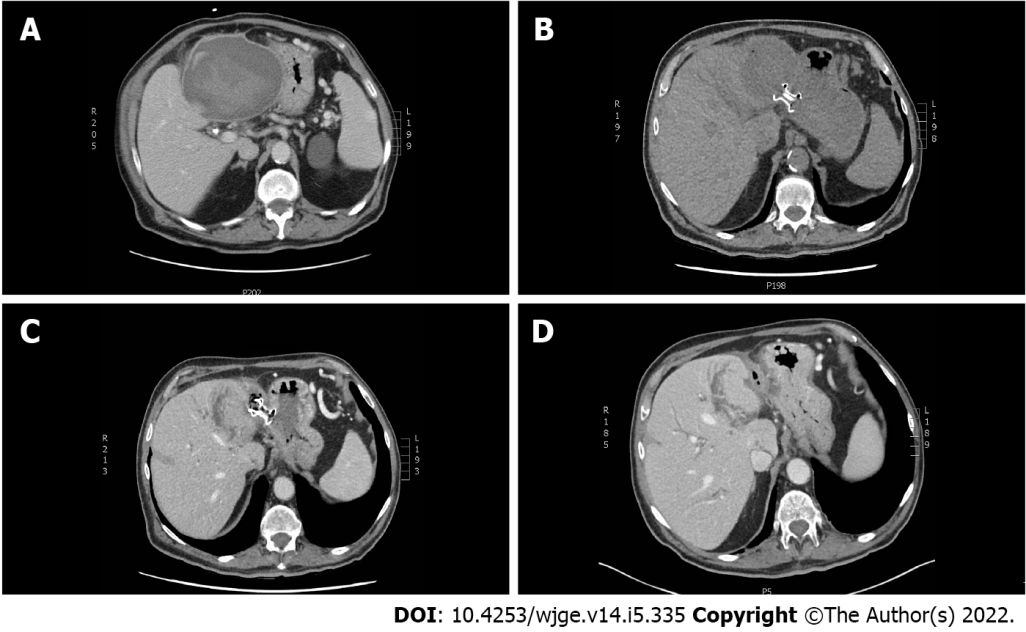 A
R
2
0
5
L
1
9
9
P202
B
R
1
9
7
L
1
9
8
P198
C
R
2
1
3
L
1
9
3
D
R
1
8
5
L
1
8
9
P5
DOI: 10.4253/wjge.v14.i5.335 Copyright ©The Author(s) 2022.